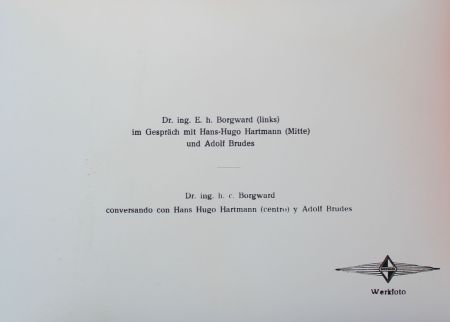 Dr. ing. E. h. Borgward (links)
im Gespräch mit Hans-Hugo Hartmann (Mitte)
und Adolf Brudes
Dr. ing. h. c. Borgward
conversando con Hans Hugo Hartmann (centro) y Adolf Brudes
Werkfoto